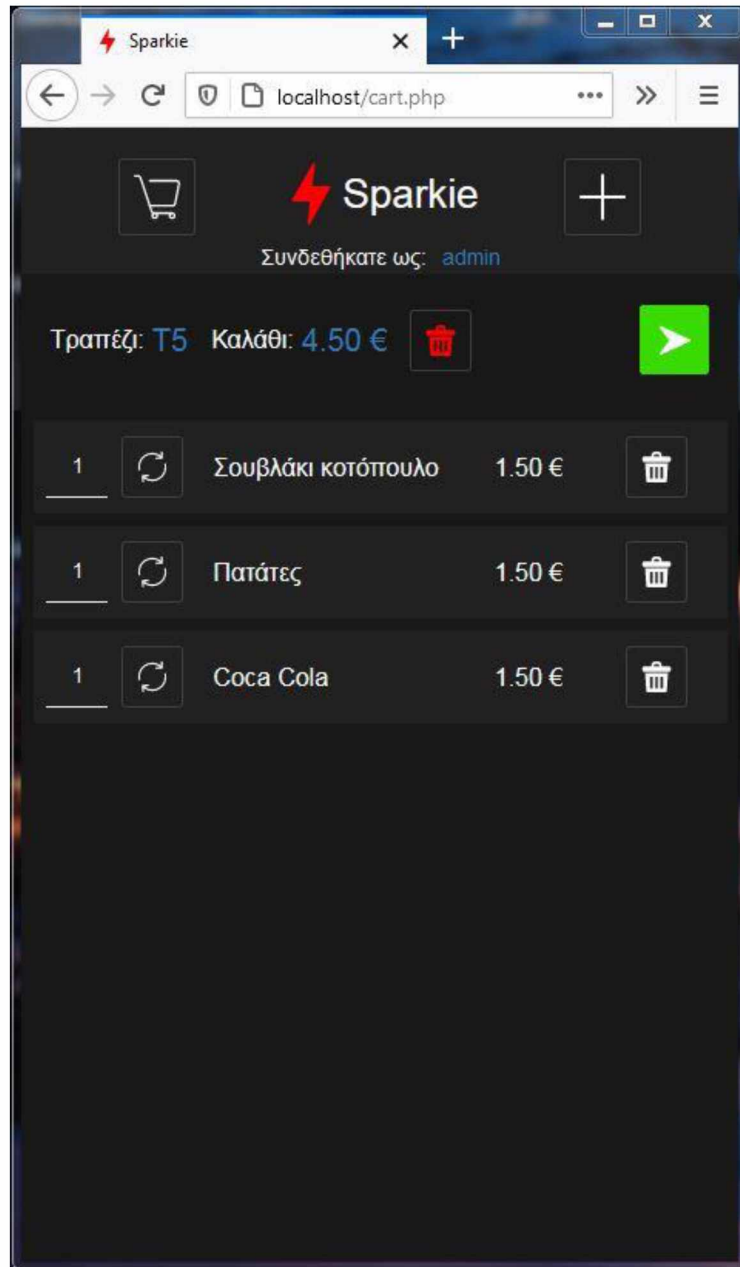 Sparkie
localhost/cart.php
Sparkie
Συνδεθήκατε ως: admin
Τραπέζι: T5 Καλάθι: 4.50 €
1 Σουβλάκι κοτόπουλο 1.50 €
1 Πατάτες 1.50 €
1 Coca Cola 1.50 €